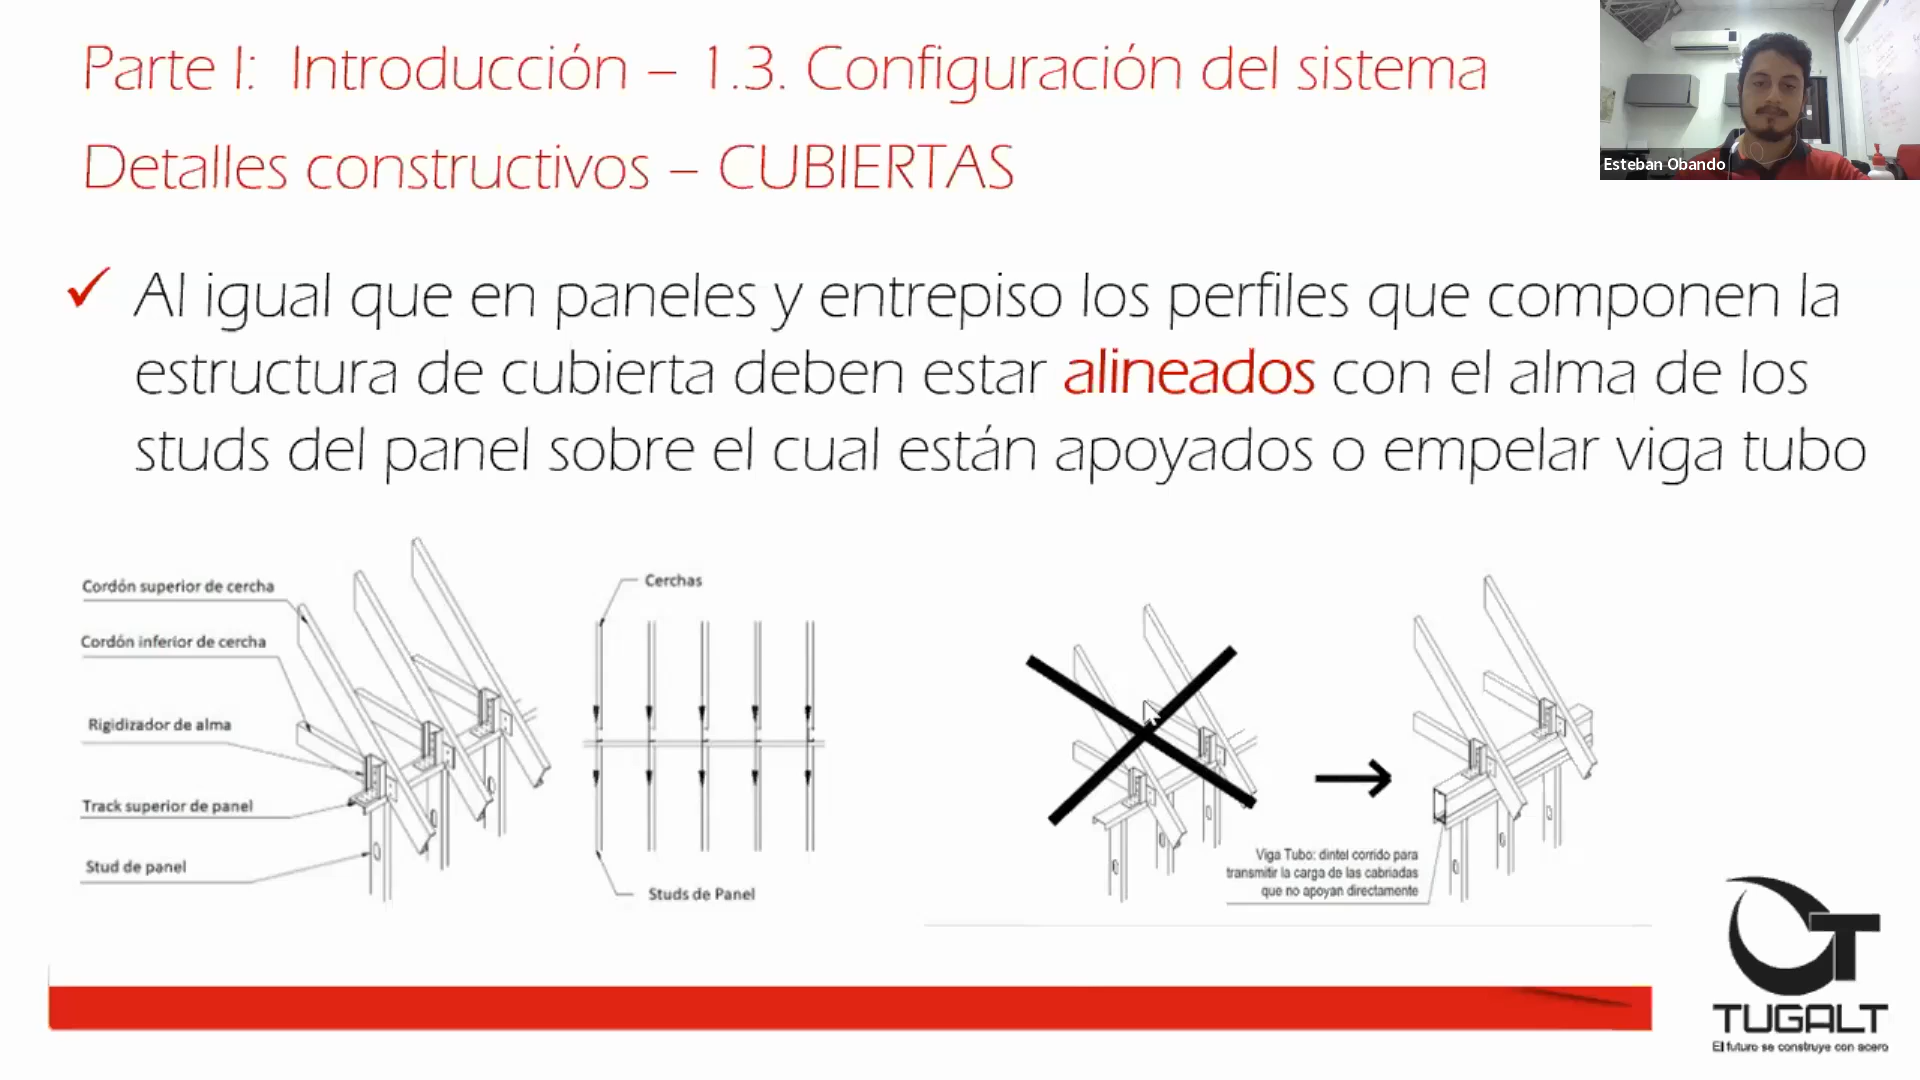 Parte I: Introducción – 1.3. Configuración del sistema
Detalles constructivos – CUBIERTAS
Esteban Obando
✓ Al igual que en paneles y entrepiso los perfiles que componen la
estructura de cubierta deben estar alineados con el alma de los
studs del panel sobre el cual están apoyados o empelar viga tubo
Cordón superior de cercha
Cordón inferior de cercha
Rigidizador de alma
Track superior de panel
Stud de panel
Cerchas
Studs de Panel
Viga Tubo: dintel corrido para
transmitir la carga de las cabriadas
que no apoyan directamente
TUGALT
El futuro se construye con acero